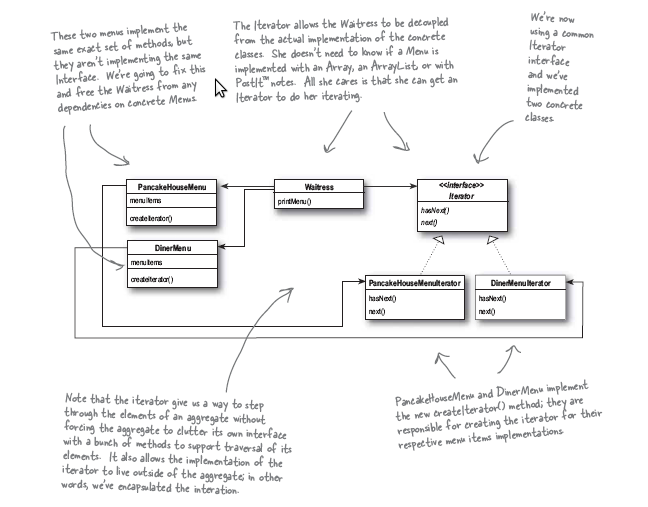 These two menus implement the
same exact set of methods, but
they aren't implementing the same
Interface. We're going to fix this
and free the Waitress from any
dependencies on concrete Menus.
The Iterator allows the Waitress to be decoupled
from the actual implementation of the concrete
classes. She doesn't need to know if a Menu is
implemented with an Array, an ArrayList, or with
PostIt™ notes. All she cares is that she can get an
Iterator to do her iterating.
We're now
using a common
Iterator
interface
and we've
implemented
two concrete
classes.
PancakeHouseMenu
menuItems
createIterator()
Waitress
printMenu()
<<interface>>
Iterator
hasNext()
next()
DinerMenu
menuItems
createIterator()
PancakeHouseMenuIterator
hasNext()
next()
DinerMenuIterator
hasNext()
next()
Note that the iterator give us a way to step
through the elements of an aggregate without
forcing the aggregate to clutter its own interface
with a bunch of methods to support traversal of its
elements. It also allows the implementation of the
iterator to live outside of the aggregate; in other
words, we've encapsulated the interation.
PancakeHouseMenu and DinerMenu implement
the new createIterator() method; they are
responsible for creating the iterator for their
respective menu items implementations.